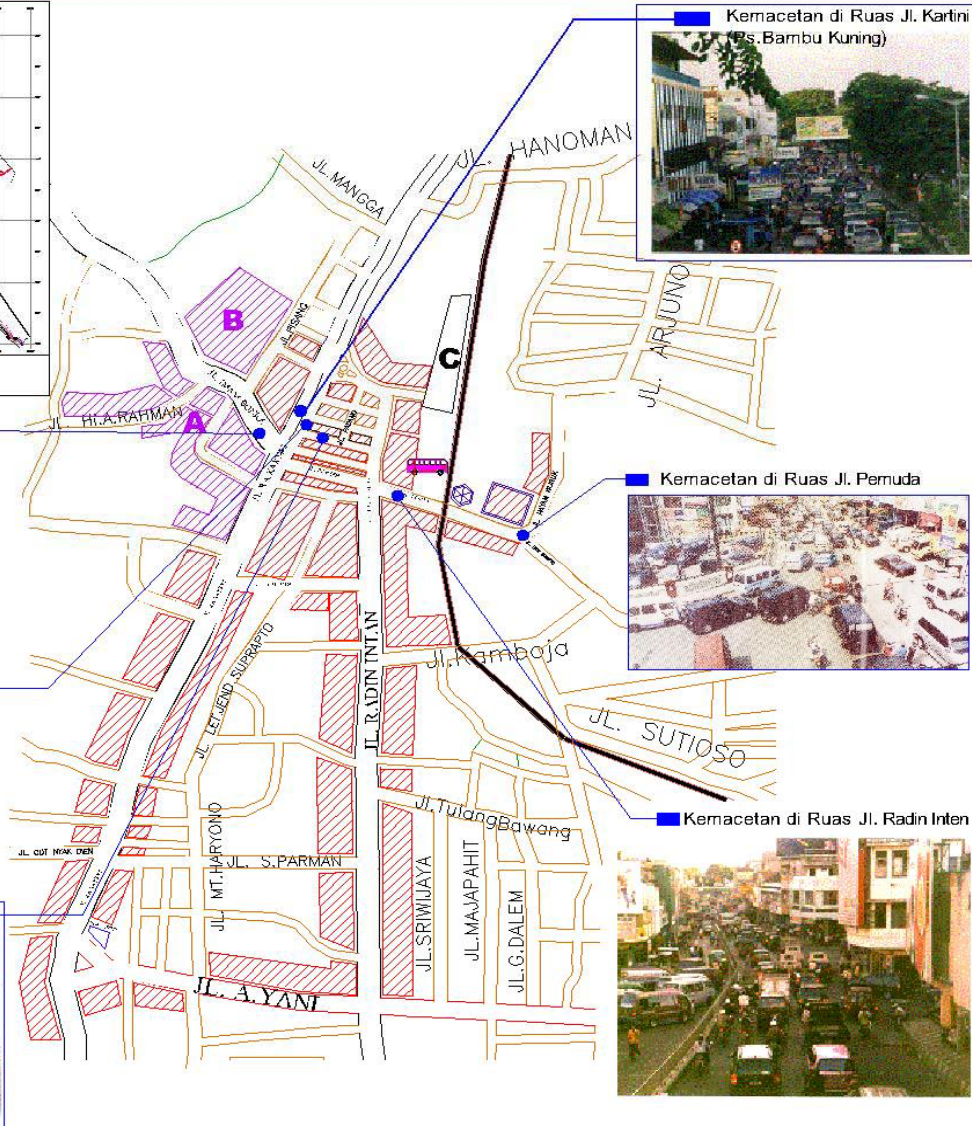 Kemacetan di Ruas Jl. Kartini
(Ps.Bambu Kuning)
JL. HANOMAN
JL.MANGGA
JL. ARJUNO
B
JL.PISANG
C
JL. HI.A.RAHMAN
A
Kemacetan di Ruas Jl. Pemuda
JL. RADIN INTAN
Jl.Kamboja
JL. LETJEND.SUPRAPTO
JL. SUTIOSO
Kemacetan di Ruas Jl. Radin Inten
Jl.TulangBawang
JL. CUT NYAK DIEN
JL. MT.HARYONO
JL. S.PARMAN
JL.SRIWIJAYA
JL.MAJAPAHIT
JL.G.DALEM
JL. A.YANI